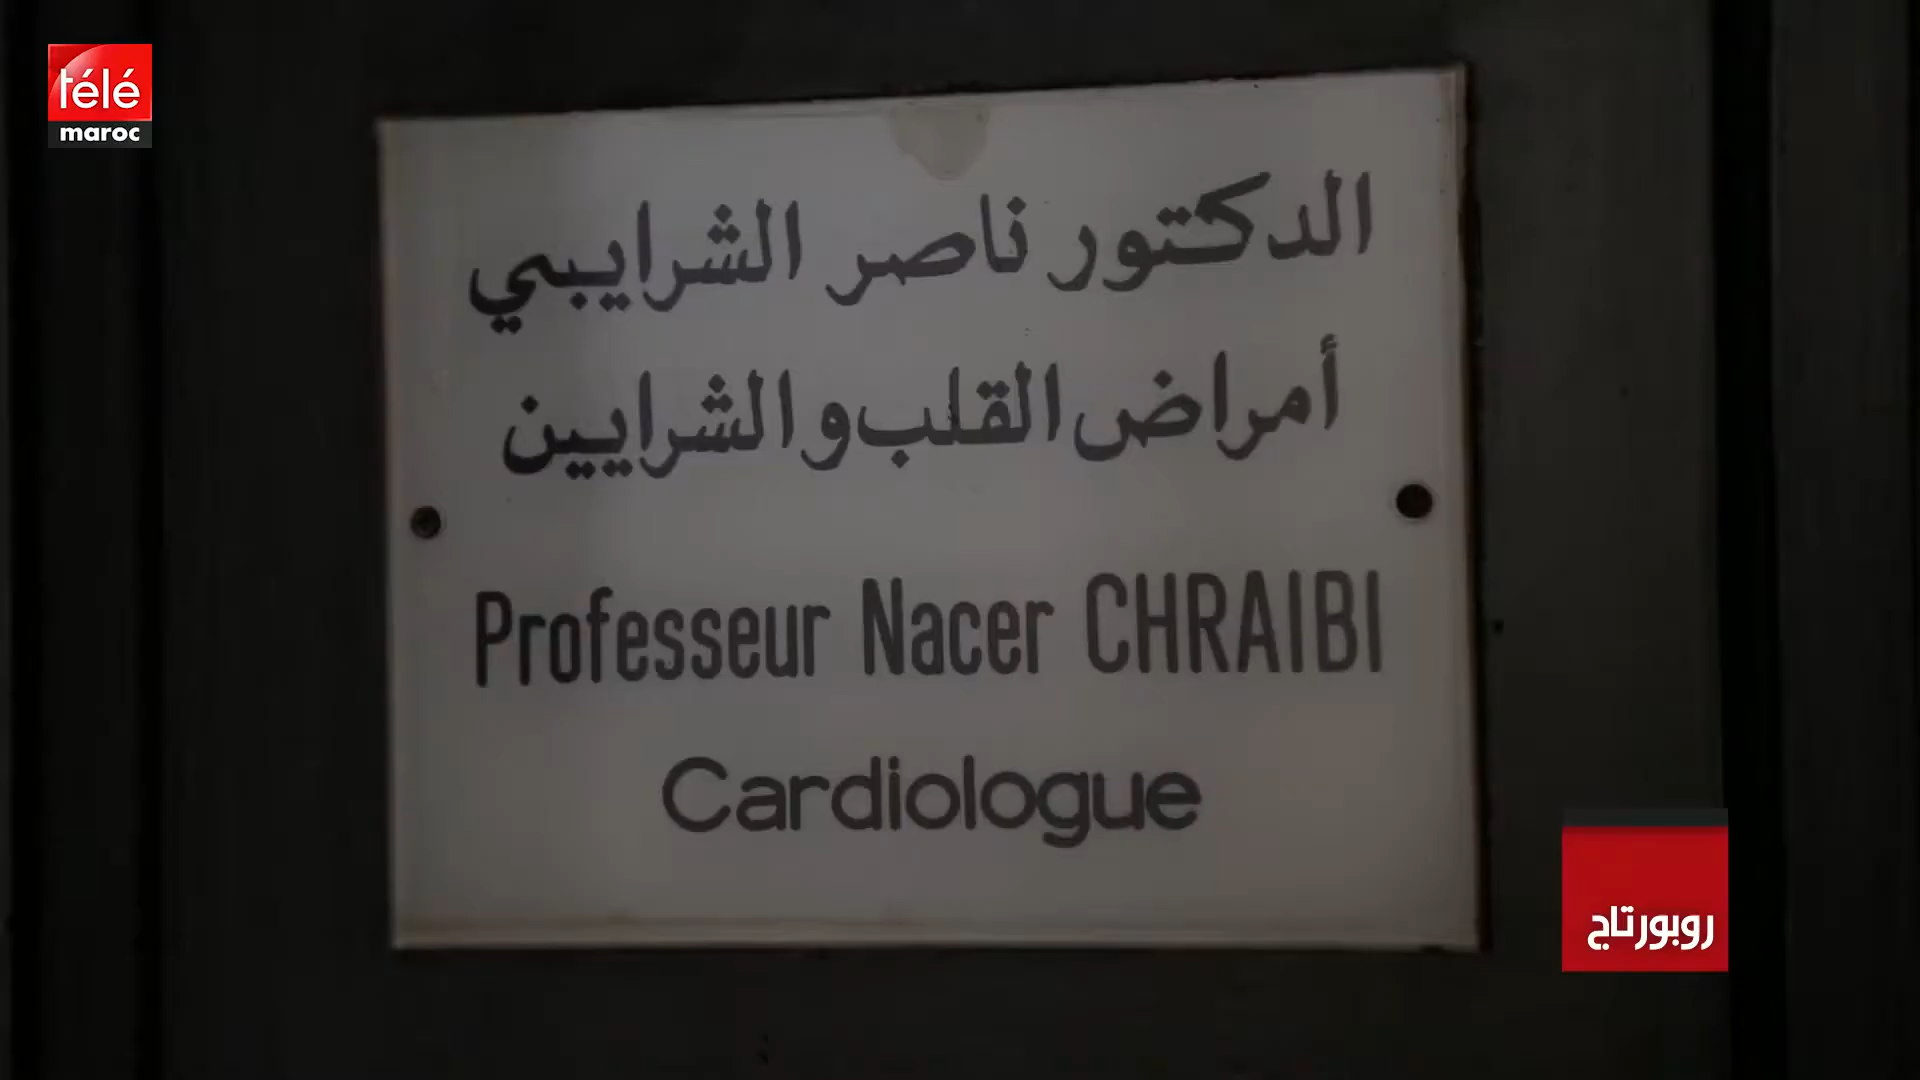 télé
maroc
الدكتور ناصر الشرايبي
أمراض القلب والشرايين
Professeur Nacer CHRAIBI
Cardiologue
روبورتاج